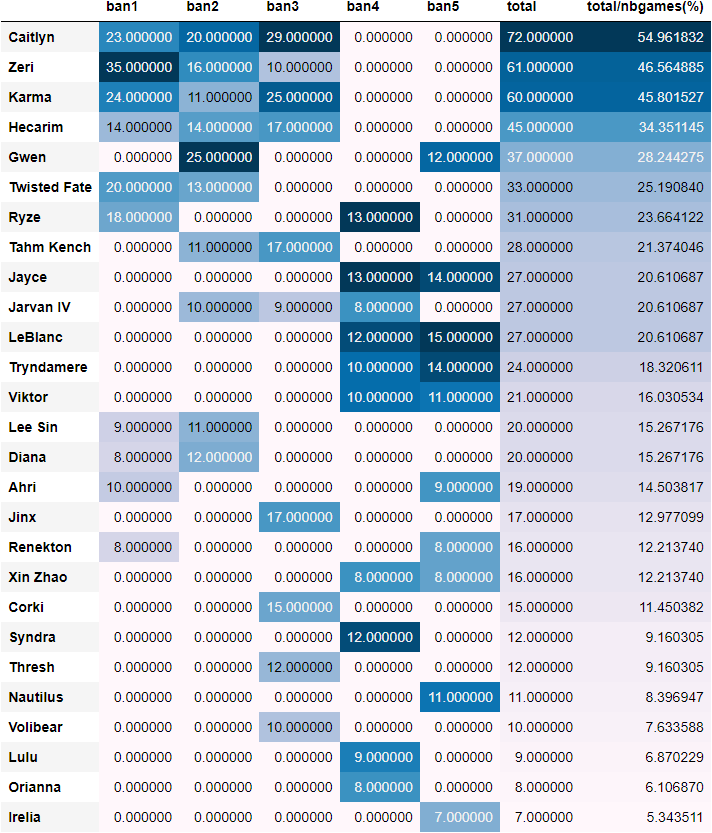 ban1 ban2 ban3 ban4 ban5 total total/nbgames(%)
Caitlyn 23.000000 20.000000 29.000000 0.000000 0.000000 72.000000 54.961832
Zeri 35.000000 16.000000 10.000000 0.000000 0.000000 61.000000 46.564885
Karma 24.000000 11.000000 25.000000 0.000000 0.000000 60.000000 45.801527
Hecarim 14.000000 14.000000 17.000000 0.000000 0.000000 45.000000 34.351145
Gwen 0.000000 25.000000 0.000000 0.000000 12.000000 37.000000 28.244275
Twisted Fate 20.000000 13.000000 0.000000 0.000000 0.000000 33.000000 25.190840
Ryze 18.000000 0.000000 0.000000 13.000000 0.000000 31.000000 23.664122
Tahm Kench 0.000000 11.000000 17.000000 0.000000 0.000000 28.000000 21.374046
Jayce 0.000000 0.000000 0.000000 13.000000 14.000000 27.000000 20.610687
Jarvan IV 0.000000 10.000000 9.000000 8.000000 0.000000 27.000000 20.610687
LeBlanc 0.000000 0.000000 0.000000 12.000000 15.000000 27.000000 20.610687
Tryndamere 0.000000 0.000000 0.000000 10.000000 14.000000 24.000000 18.320611
Viktor 0.000000 0.000000 0.000000 10.000000 11.000000 21.000000 16.030534
Lee Sin 9.000000 11.000000 0.000000 0.000000 0.000000 20.000000 15.267176
Diana 8.000000 12.000000 0.000000 0.000000 0.000000 20.000000 15.267176
Ahri 10.000000 0.000000 0.000000 0.000000 9.000000 19.000000 14.503817
Jinx 0.000000 0.000000 17.000000 0.000000 0.000000 17.000000 12.977099
Renekton 8.000000 0.000000 0.000000 0.000000 8.000000 16.000000 12.213740
Xin Zhao 0.000000 0.000000 0.000000 8.000000 8.000000 16.000000 12.213740
Corki 0.000000 0.000000 15.000000 0.000000 0.000000 15.000000 11.450382
Syndra 0.000000 0.000000 0.000000 12.000000 0.000000 12.000000 9.160305
Thresh 0.000000 0.000000 12.000000 0.000000 0.000000 12.000000 9.160305
Nautilus 0.000000 0.000000 0.000000 0.000000 11.000000 11.000000 8.396947
Volibear 0.000000 0.000000 10.000000 0.000000 0.000000 10.000000 7.633588
Lulu 0.000000 0.000000 0.000000 9.000000 0.000000 9.000000 6.870229
Orianna 0.000000 0.000000 0.000000 8.000000 0.000000 8.000000 6.106870
Irelia 0.000000 0.000000 0.000000 0.000000 7.000000 7.000000 5.343511